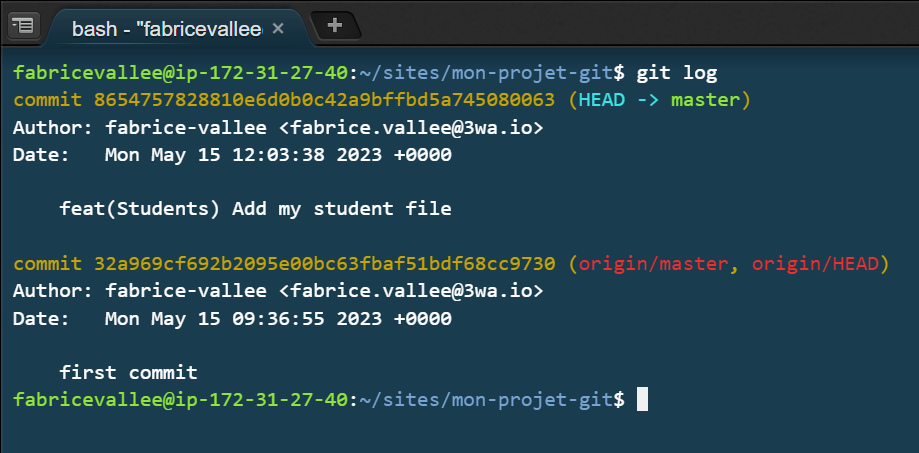 bash - "fabricevallee
fabricevallee@ip-172-31-27-40:~/sites/mon-projet-git$ git log
commit 8654757828810e6d0b0c42a9bffbd5a745080063 (HEAD -> master)
Author: fabrice-vallee <fabrice.vallee@3wa.io>
Date:   Mon May 15 12:03:38 2023 +0000
feat(Students) Add my student file
commit 32a969cf692b2095e00bc63fbaf51bdf68cc9730 (origin/master, origin/HEAD)
Author: fabrice-vallee <fabrice.vallee@3wa.io>
Date:   Mon May 15 09:36:55 2023 +0000
first commit
fabricevallee@ip-172-31-27-40:~/sites/mon-projet-git$